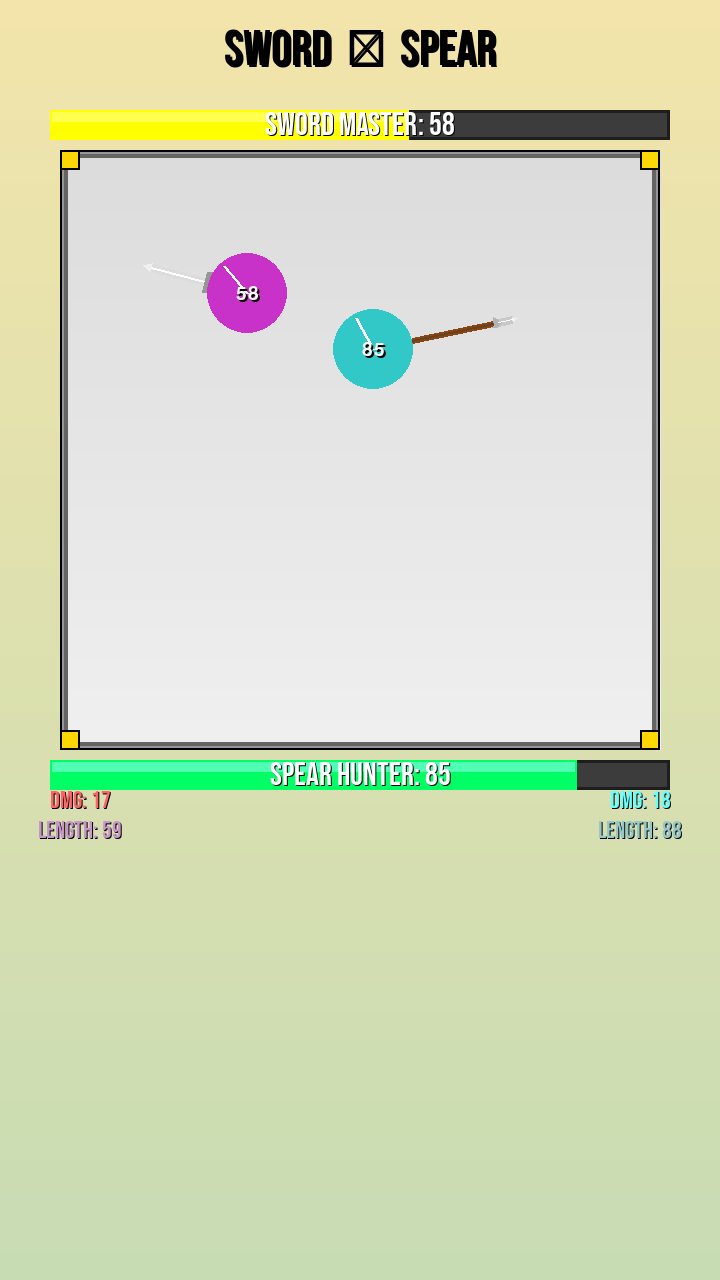 SWORD ☒ SPEAR
SWORD MASTER: 58
58
85
SPEAR HUNTER: 85
DMG: 17
DMG: 18
LENGTH: 59
LENGTH: 88